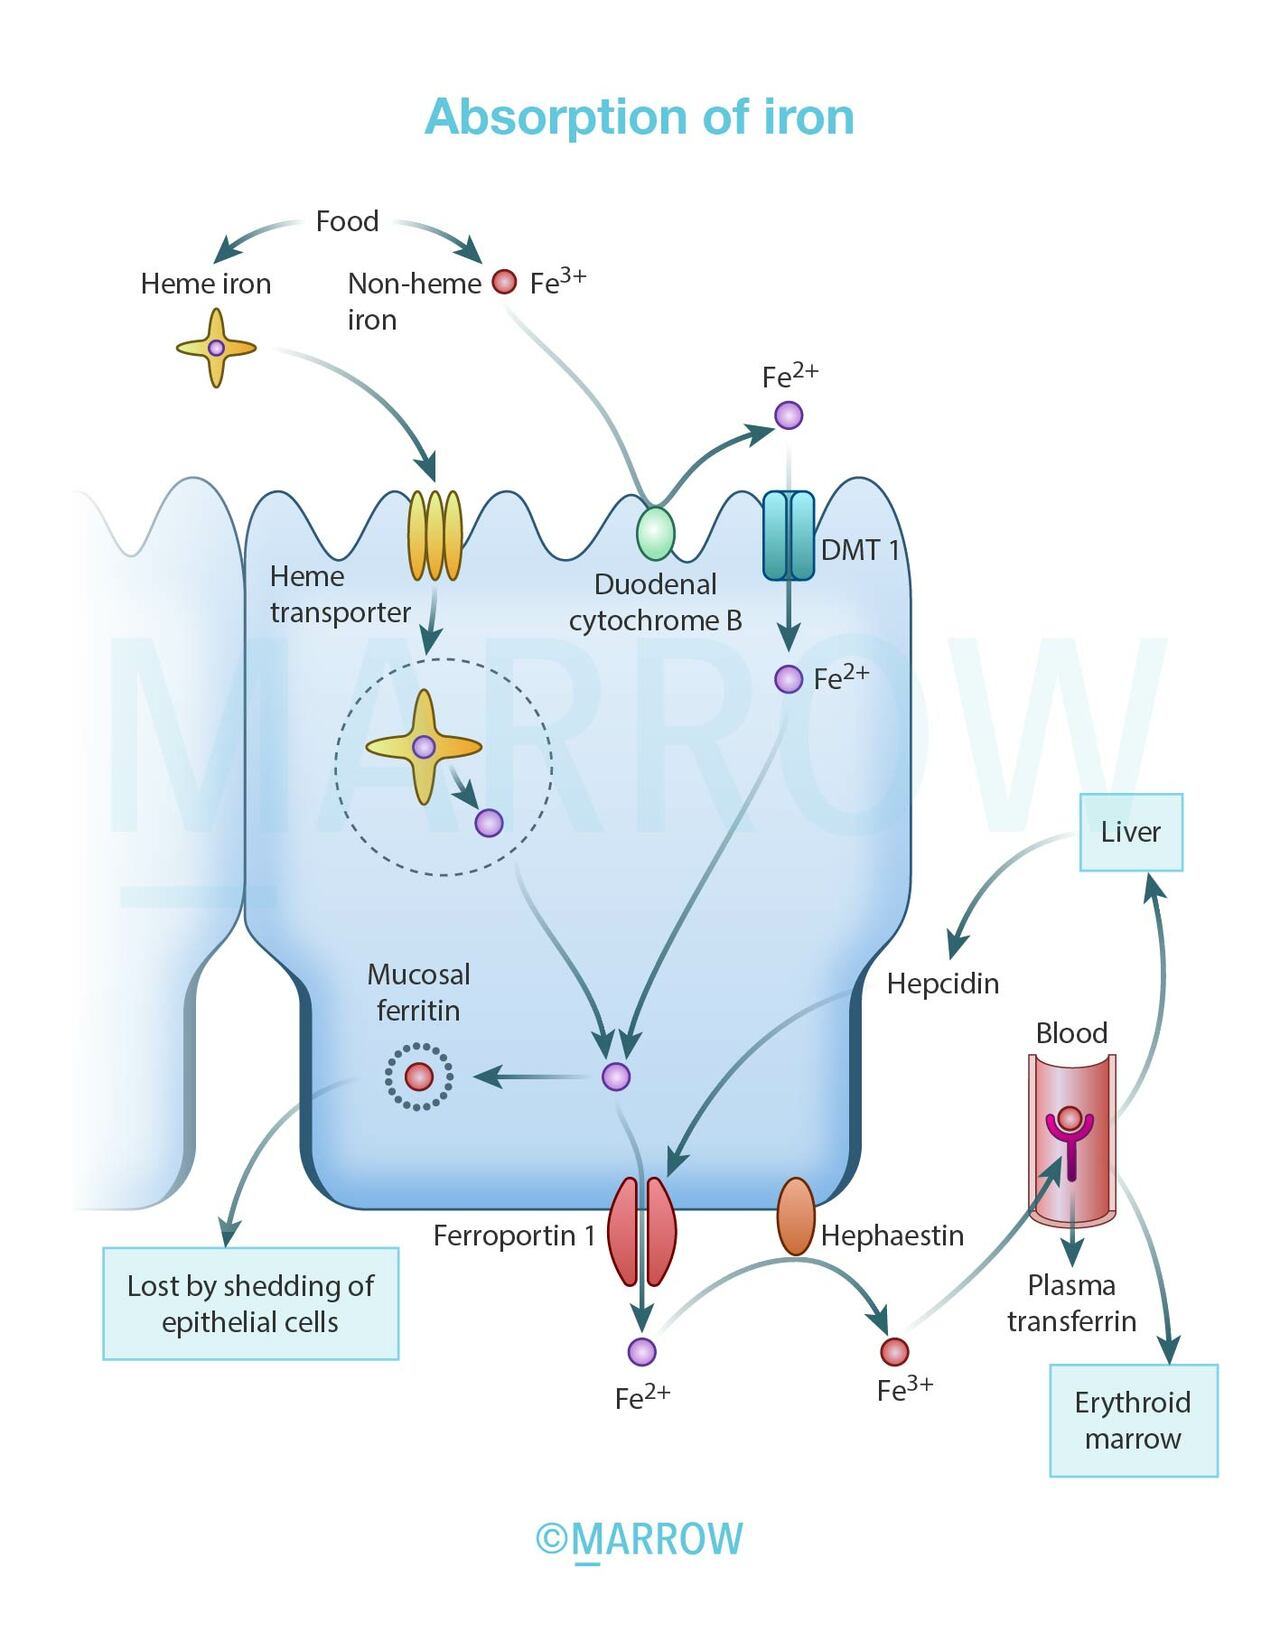 Absorption of iron
Food
Heme iron
Non-heme
iron
Fe3+
Fe2+
Heme
transporter
Duodenal
cytochrome B
DMT 1
Fe2+
MARROW
Liver
Hepcidin
Mucosal
ferritin
Blood
Ferroportin 1
Hephaestin
Lost by shedding of
epithelial cells
Plasma
transferrin
Fe2+
Fe3+
Erythroid
marrow
©MARROW